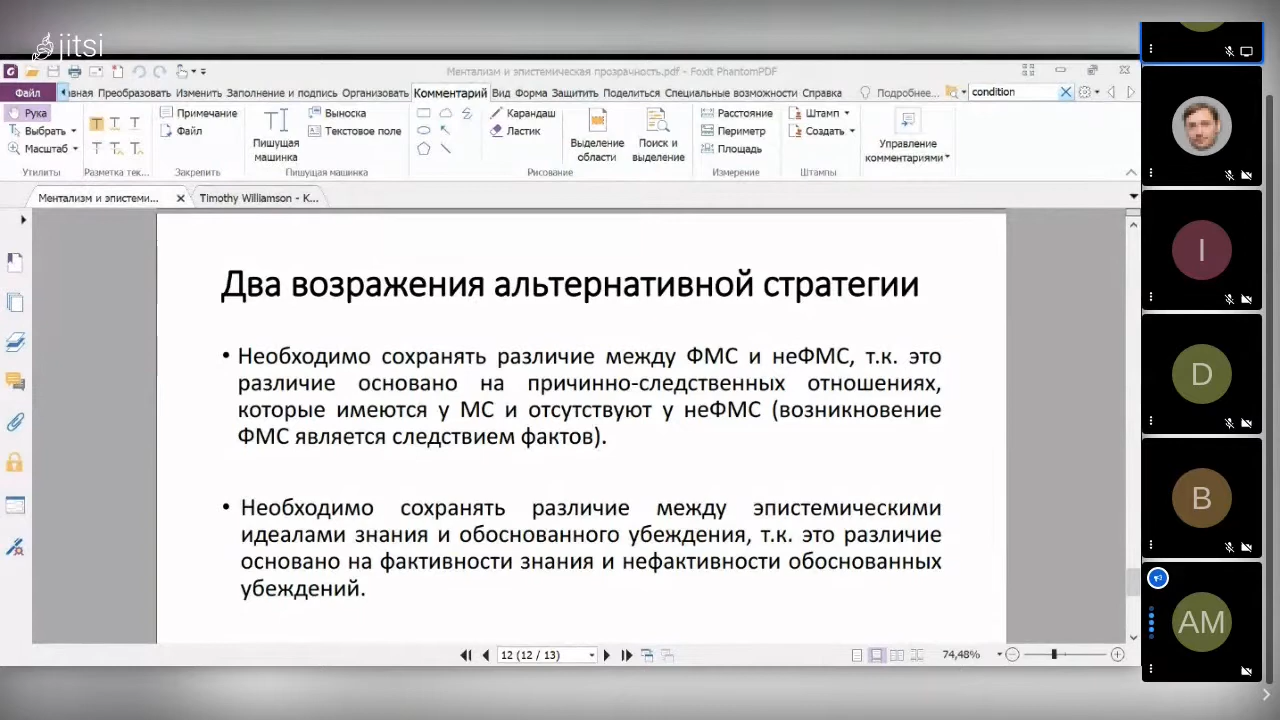 jitsi
Ментализм и эпистемическая прозрачность.pdf - Foxit PhantomPDF
Файл
вная Преобразовать Изменить Заполнение и подпись Организовать Комментарий Вид Форма Защитить Поделиться Специальные возможности Справка Подробнее... condition
Рука
Выбрать
Масштаб
Утилиты
T T T
T T T
Разметка тек...
Примечание
Файл
Закрепить
Пишущая
машинка
Выноска
Текстовое поле
Пишущая машинка
Карандаш
Ластик
Выделение
области
Поиск и
выделение
Рисование
Расстояние
Периметр
Площадь
Измерение
Штамп
Создать
Штампы
Управление
комментариями
Ментализм и эпистеми...
Timothy Williamson - K...
Два возражения альтернативной стратегии
• Необходимо сохранять различие между ФМС и неФМС, т.к. это
различие основано на причинно-следственных отношениях,
которые имеются у МС и отсутствуют у неФМС (возникновение
ФМС является следствием фактов).
• Необходимо сохранять различие между эпистемическими
идеалами знания и обоснованного убеждения, т.к. это различие
основано на фактивности знания и нефактивности обоснованных
убеждений.
12 (12 / 13)
74,48%
I
D
B
AM